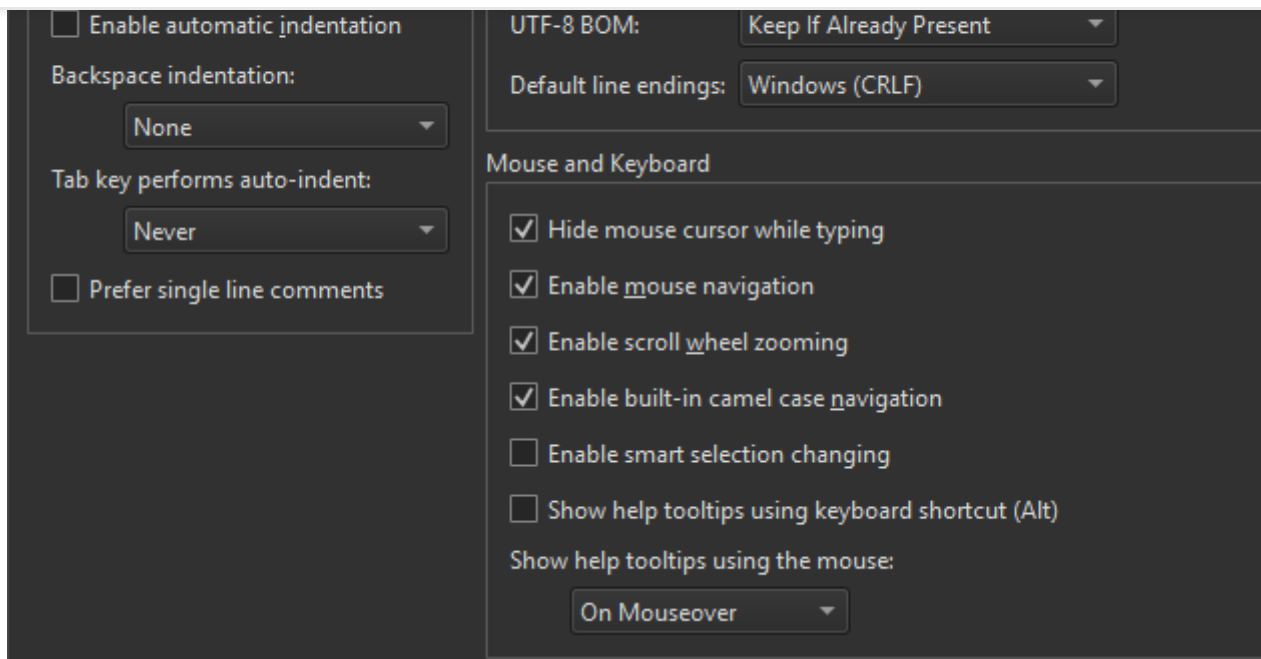 Enable automatic indentation
Backspace indentation:
None
Tab key performs auto-indent:
Never
Prefer single line comments
UTF-8 BOM: Keep If Already Present
Default line endings: Windows (CRLF)
Mouse and Keyboard
Hide mouse cursor while typing
Enable mouse navigation
Enable scroll wheel zooming
Enable built-in camel case navigation
Enable smart selection changing
Show help tooltips using keyboard shortcut (Alt)
Show help tooltips using the mouse:
On Mouseover